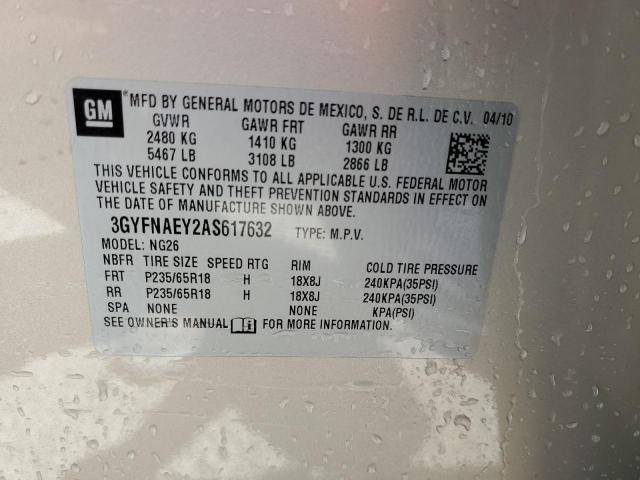 GM
® MFD BY GENERAL MOTORS DE MEXICO, S. DE R.L. DE C.V. 04/10
GVWR GAWR FRT GAWR RR
2480 KG 1410 KG 1300 KG
5467 LB 3108 LB 2866 LB
THIS VEHICLE CONFORMS TO ALL APPLICABLE U.S. FEDERAL MOTOR
VEHICLE SAFETY AND THEFT PREVENTION STANDARDS IN EFFECT ON
THE DATE OF MANUFACTURE SHOWN ABOVE.
3GYFNAEY2AS617632 TYPE: M.P.V.
MODEL: NG26
NBFR TIRE SIZE SPEED RTG RIM COLD TIRE PRESSURE
FRT P235/65R18 H 18X8J 240KPA(35PSI)
RR P235/65R18 H 18X8J 240KPA(35PSI)
SPA NONE NONE KPA(PSI)
SEE OWNER'S MANUAL FOR MORE INFORMATION.